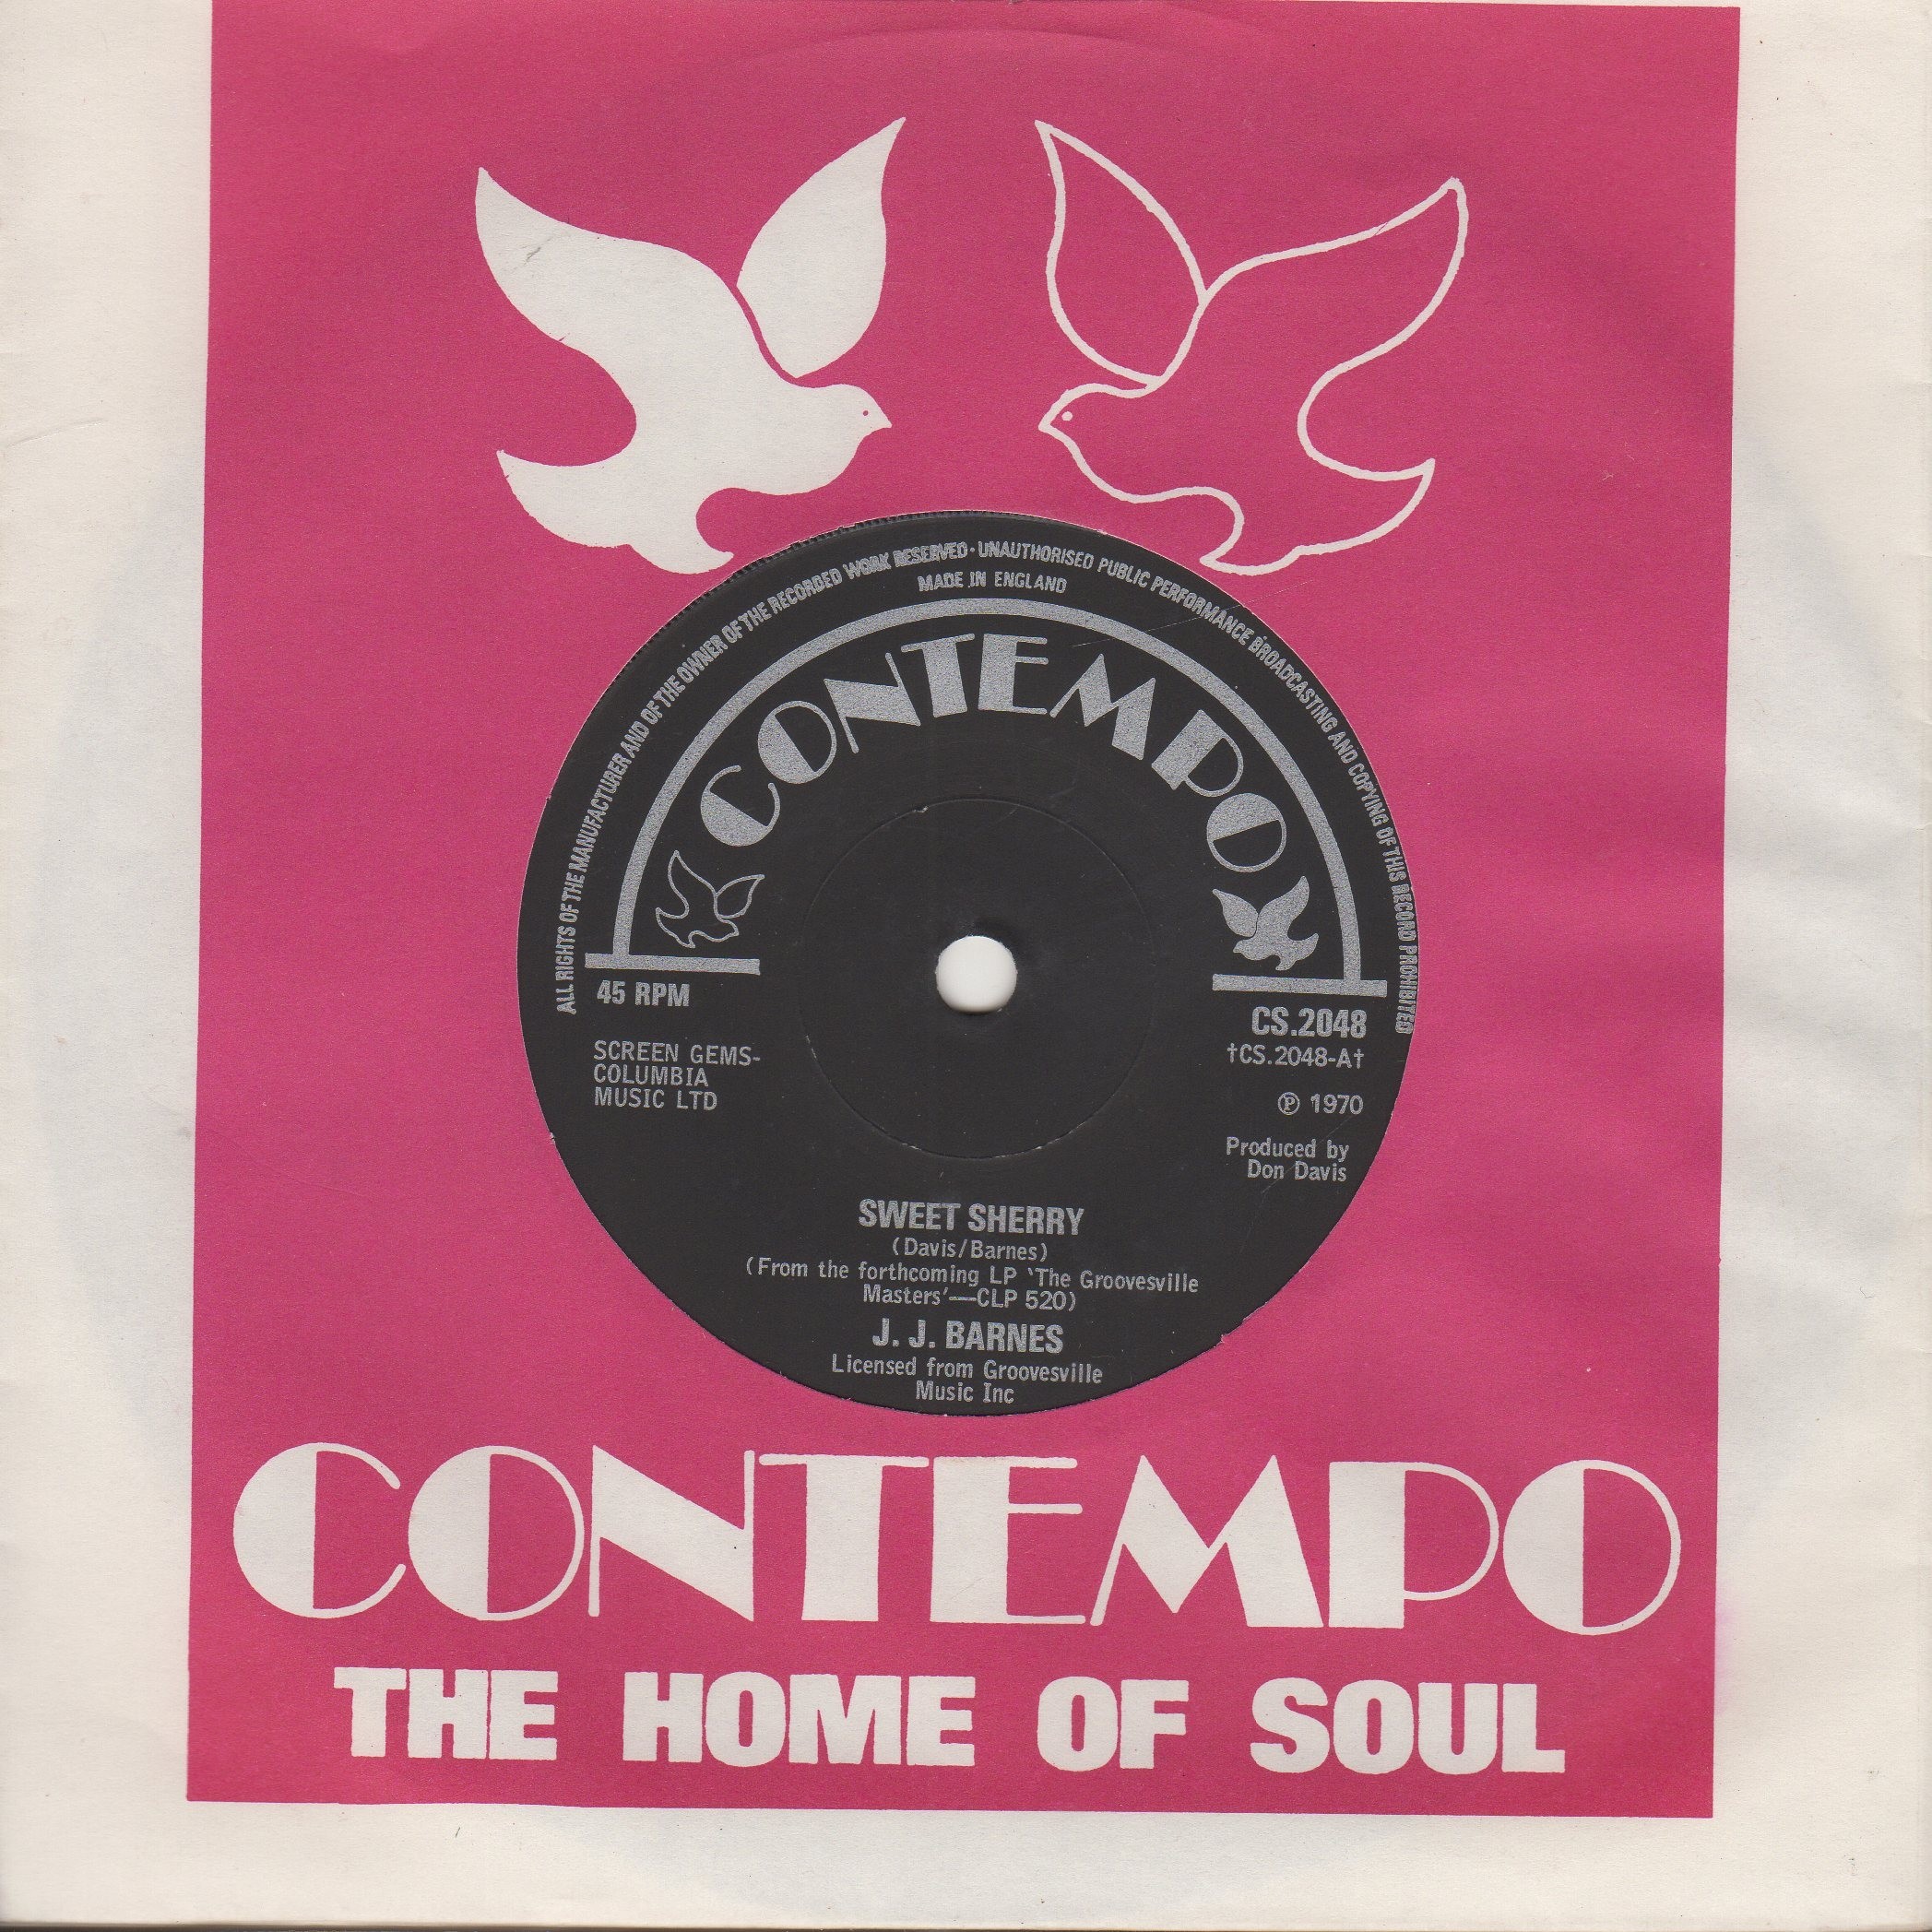 ALL RIGHTS OF THE MANUFACTURER AND OF THE OWNER OF THE RECORDED WORK RESERVED · UNAUTHORISED PUBLIC PERFORMANCE BROADCASTING AND COPYING OF THIS RECORD PROHIBITED
MADE IN ENGLAND
CONTEMPO
45 RPM
SCREEN GEMS-
COLUMBIA
MUSIC LTD
CS.2048
†CS.2048-A†
℗ 1970
Produced by
Don Davis
SWEET SHERRY
(Davis/Barnes)
(From the forthcoming LP ‘The Groovesville
Masters’—CLP 520)
J. J. BARNES
Licensed from Groovesville
Music Inc
CONTEMPO
THE HOME OF SOUL